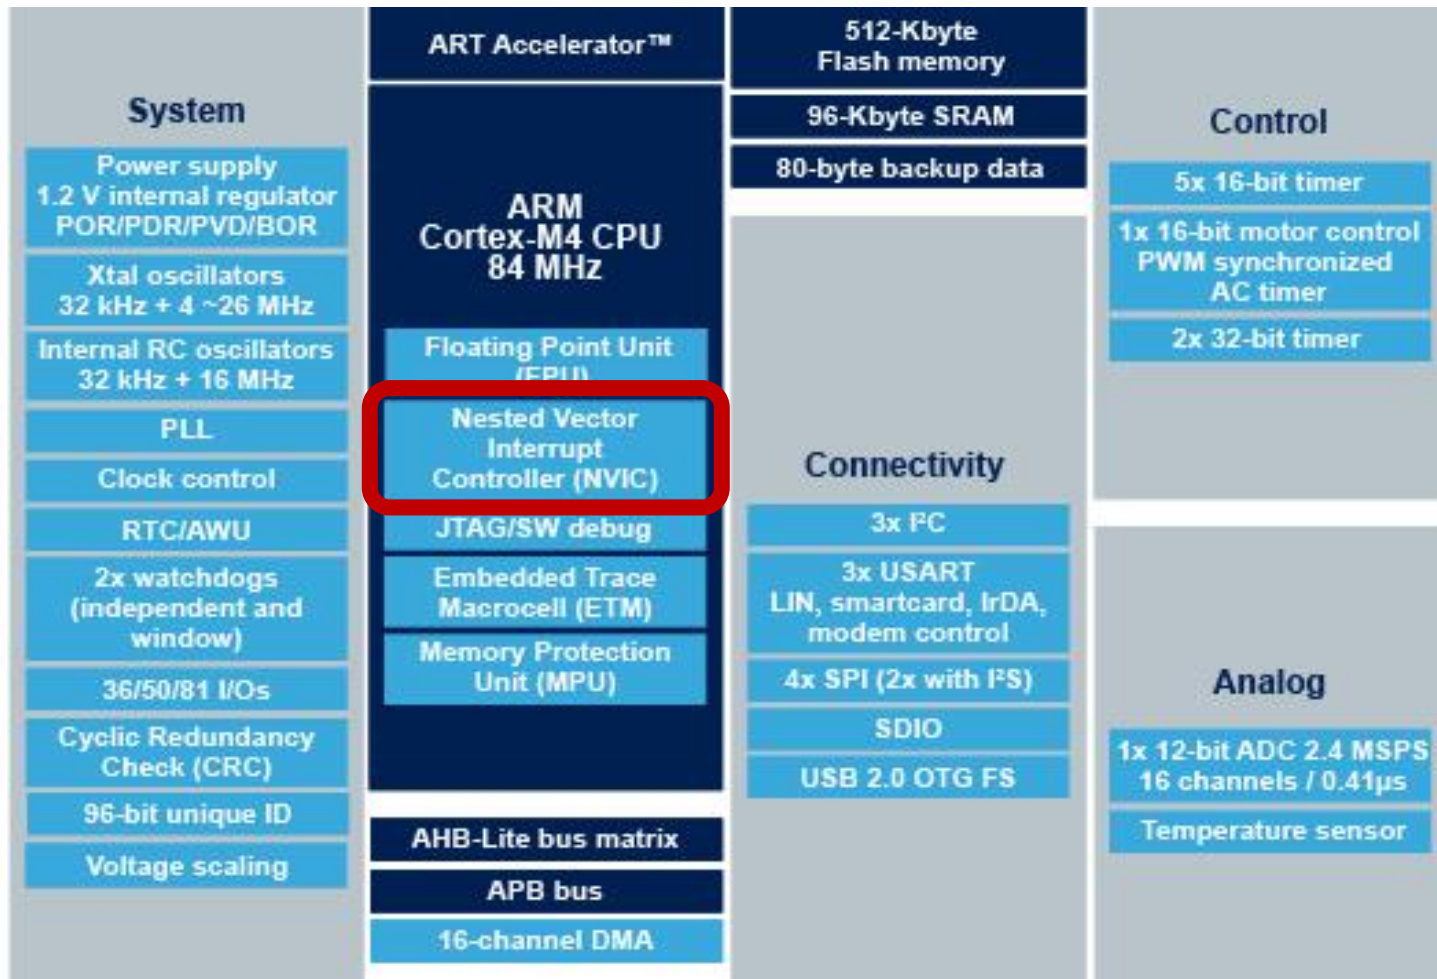 System
Power supply
1.2 V internal regulator
POR/PDR/PVD/BOR
Xtal oscillators
32 kHz + 4 ~26 MHz
Internal RC oscillators
32 kHz + 16 MHz
PLL
Clock control
RTC/AWU
2x watchdogs
(independent and
window)
36/50/81 I/Os
Cyclic Redundancy
Check (CRC)
96-bit unique ID
Voltage scaling
ART Accelerator™
ARM
Cortex-M4 CPU
84 MHz
Floating Point Unit
(FPU)
Nested Vector
Interrupt
Controller (NVIC)
JTAG/SW debug
Embedded Trace
Macrocell (ETM)
Memory Protection
Unit (MPU)
AHB-Lite bus matrix
APB bus
16-channel DMA
512-Kbyte
Flash memory
96-Kbyte SRAM
80-byte backup data
Connectivity
3x I²C
3x USART
LIN, smartcard, IrDA,
modem control
4x SPI (2x with I²S)
SDIO
USB 2.0 OTG FS
Control
5x 16-bit timer
1x 16-bit motor control
PWM synchronized
AC timer
2x 32-bit timer
Analog
1x 12-bit ADC 2.4 MSPS
16 channels / 0.41µs
Temperature sensor